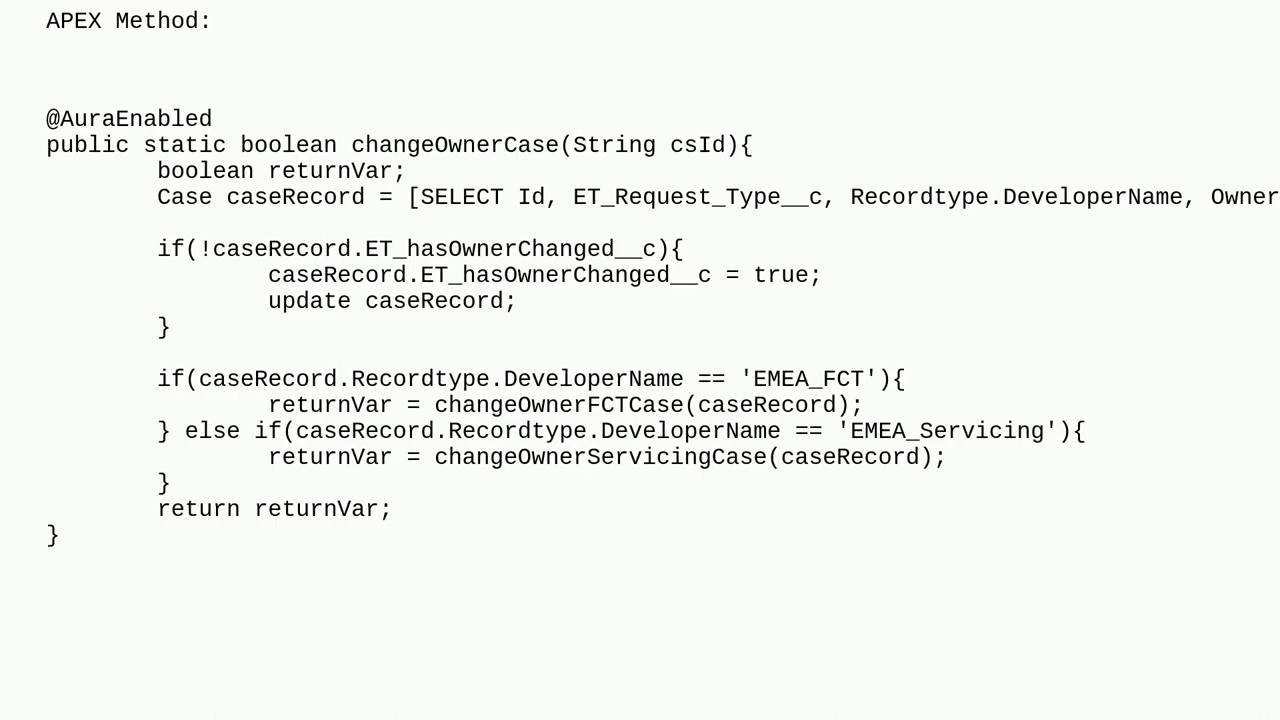 APEX Method:
@AuraEnabled
public static boolean changeOwnerCase(String csId){
boolean returnVar;
Case caseRecord = [SELECT Id, ET_Request_Type__c, Recordtype.DeveloperName, Owner
if(!caseRecord.ET_hasOwnerChanged__c){
caseRecord.ET_hasOwnerChanged__c = true;
update caseRecord;
}
if(caseRecord.Recordtype.DeveloperName == 'EMEA_FCT'){
returnVar = changeOwnerFCTCase(caseRecord);
} else if(caseRecord.Recordtype.DeveloperName == 'EMEA_Servicing'){
returnVar = changeOwnerServicingCase(caseRecord);
}
return returnVar;
}